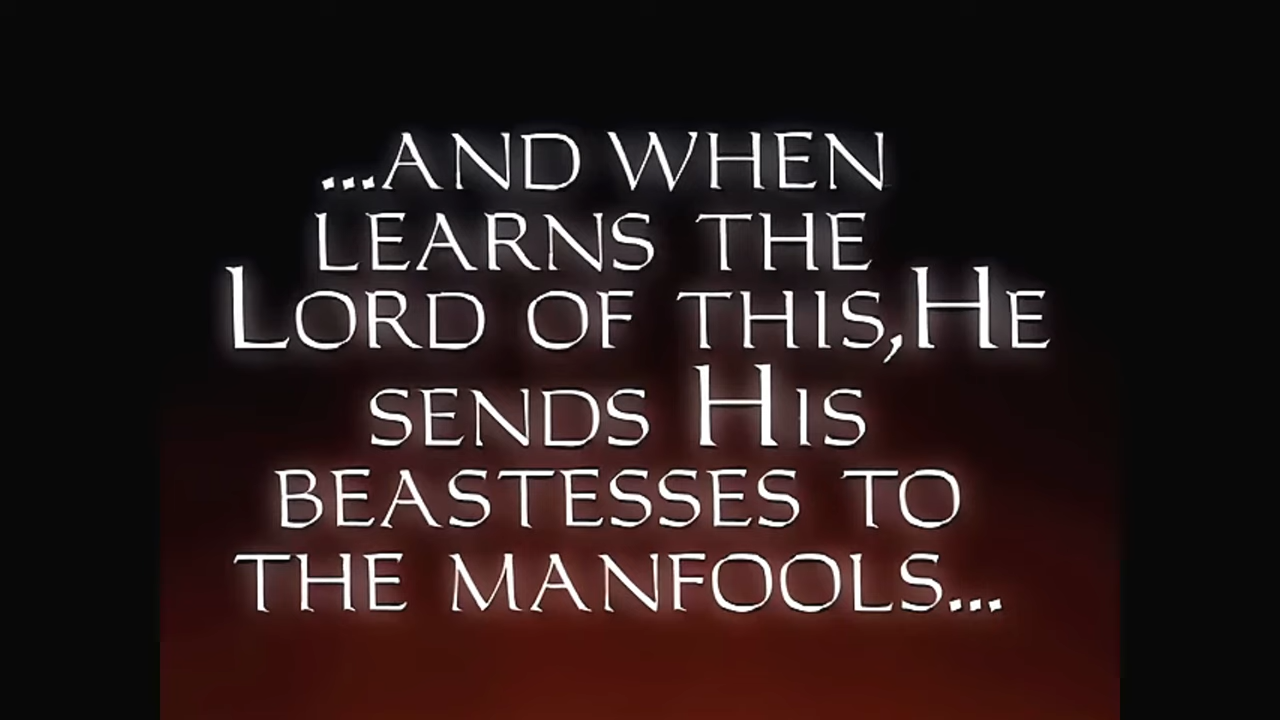 ...AND WHEN
LEARNS THE
LORD OF THIS, HE
SENDS HIS
BEASTESSES TO
THE MANFOOLS...